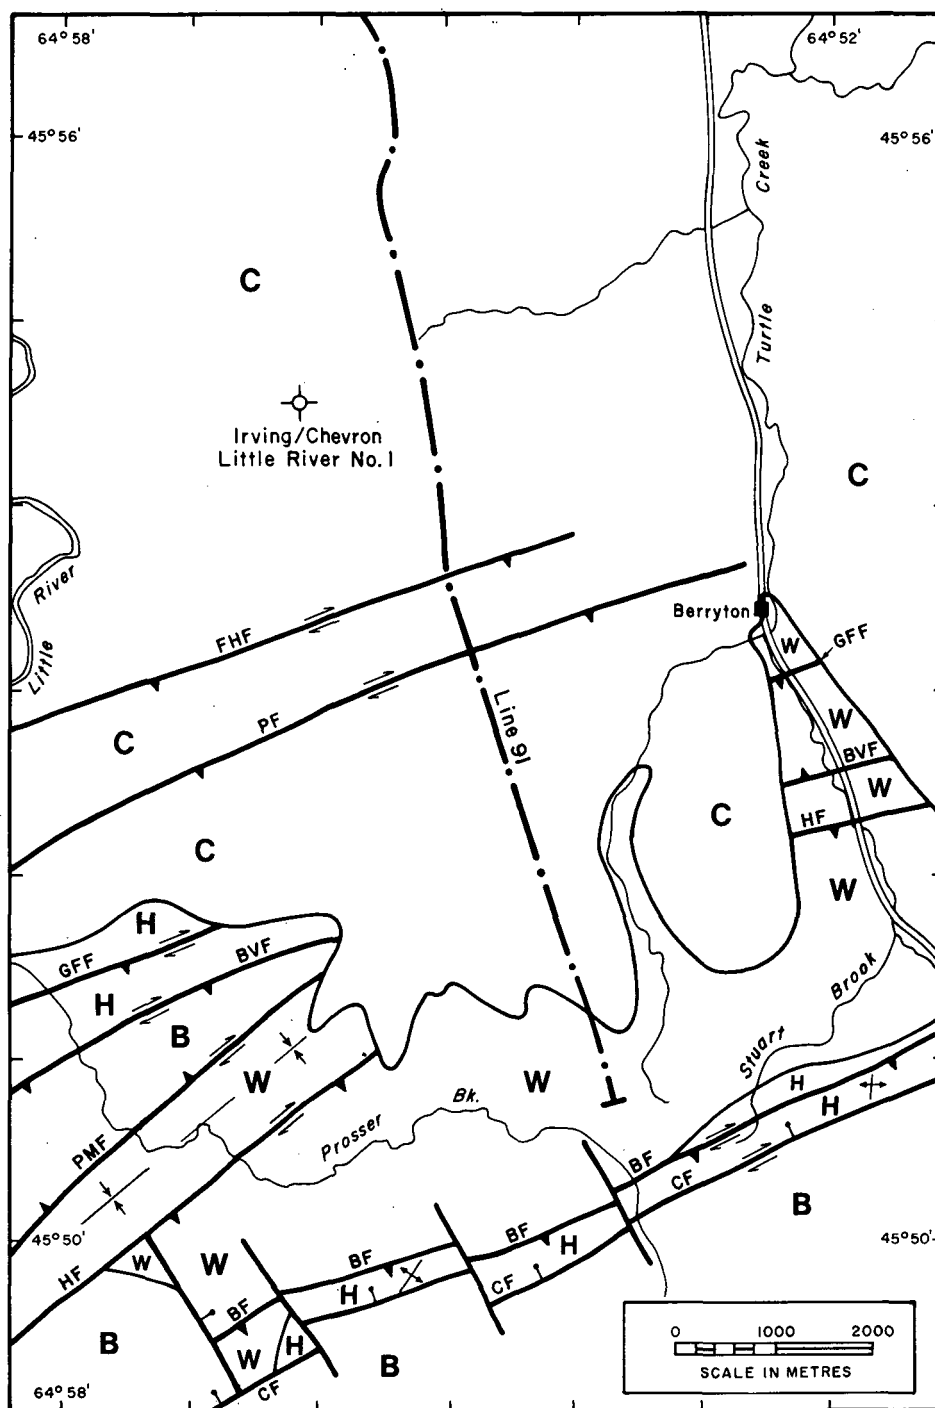 64° 58'
64° 52'
45° 56'
45° 56'
Creek
Turtle
C
Irving/Chevron
Little River No. 1
C
River
Little
FHF
Berryton
W
GFF
PF
C
Line 91
W
BVF
W
C
HF
C
W
H
GFF
BVF
H
B
Brook
Stuart
W
W
H
H
Bk.
Prosser
PMF
BF
CF
B
45° 50'
45° 50'
W
W
BF
H
HF
BF
H
CF
BF
W
H
B
B
CF
64° 58'
0 1000 2000
SCALE IN METRES